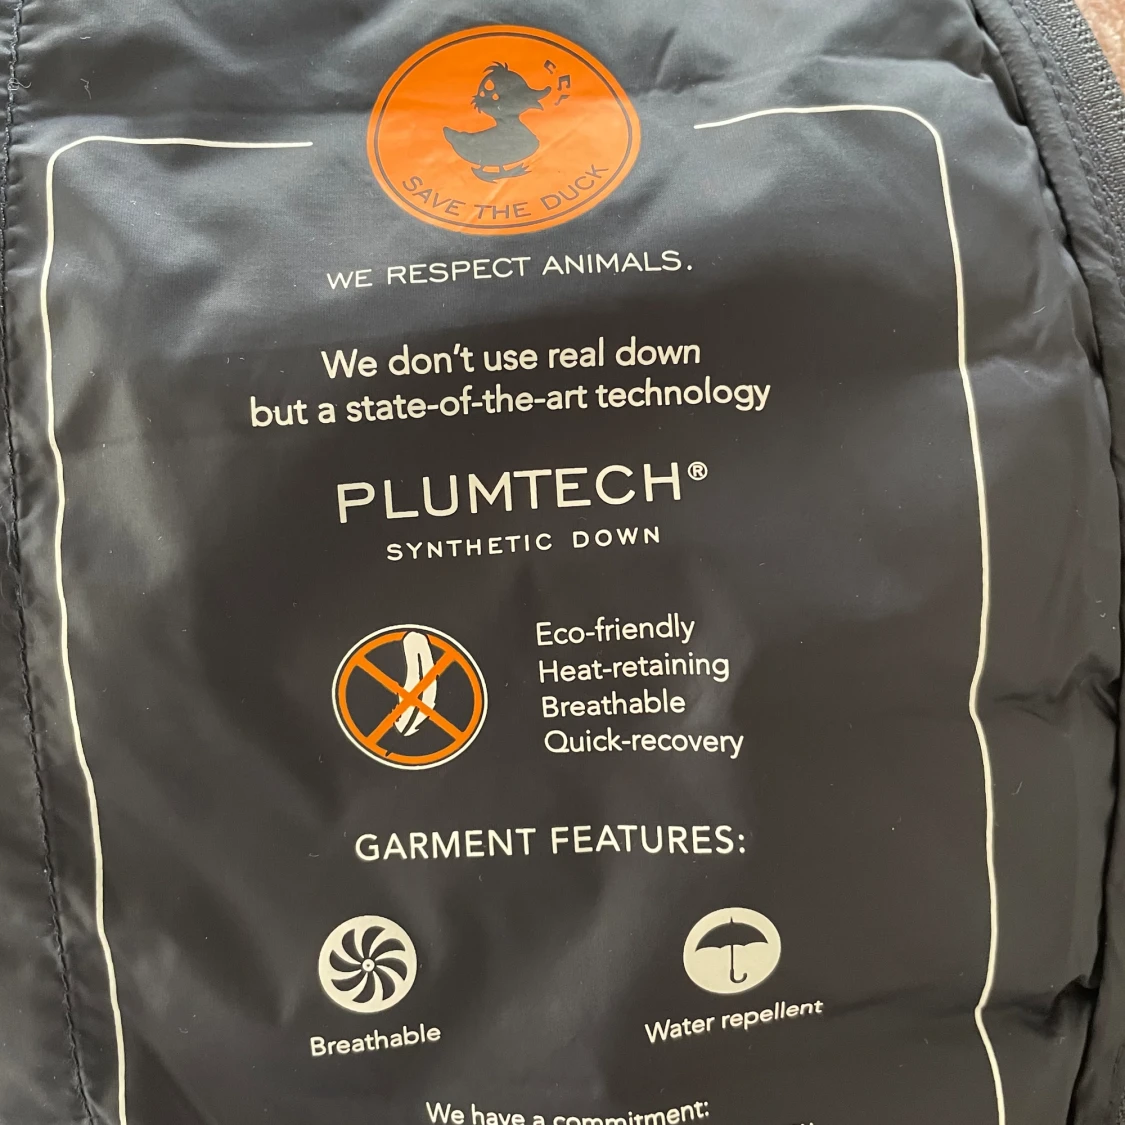 SAVE THE DUCK
WE RESPECT ANIMALS.
We don't use real down
but a state-of-the-art technology
PLUMTECH®
SYNTHETIC DOWN
Eco-friendly
Heat-retaining
Breathable
Quick-recovery
GARMENT FEATURES:
Breathable
Water repellent
We have a commitment: